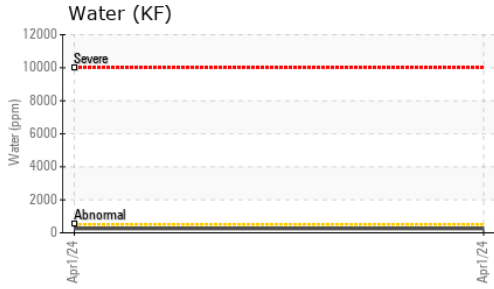 Water (KF)
12000
Severe
10000
8000
6000
4000
2000
Abnormal
0
Water (ppm)
Apr1/24
Apr1/24